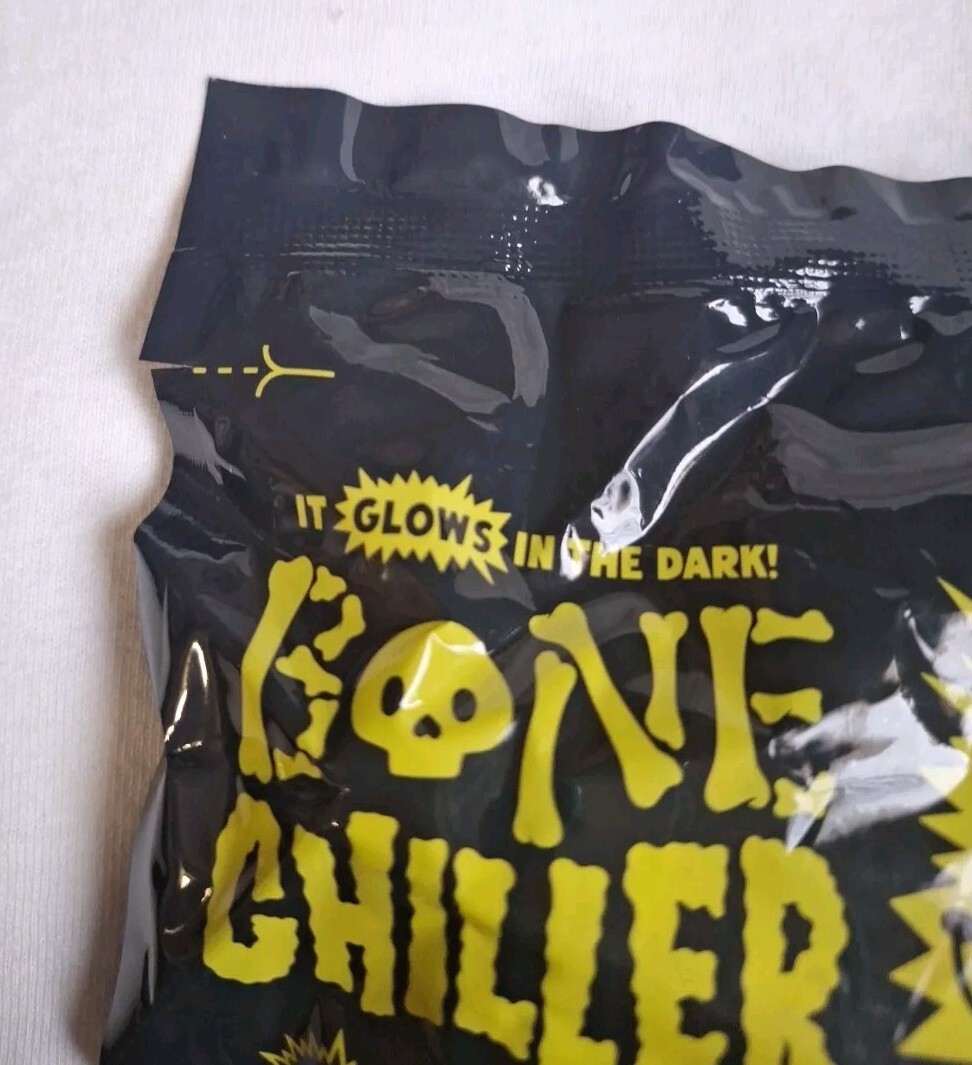 IT GLOWS IN THE DARK!
BONE
CHILLER